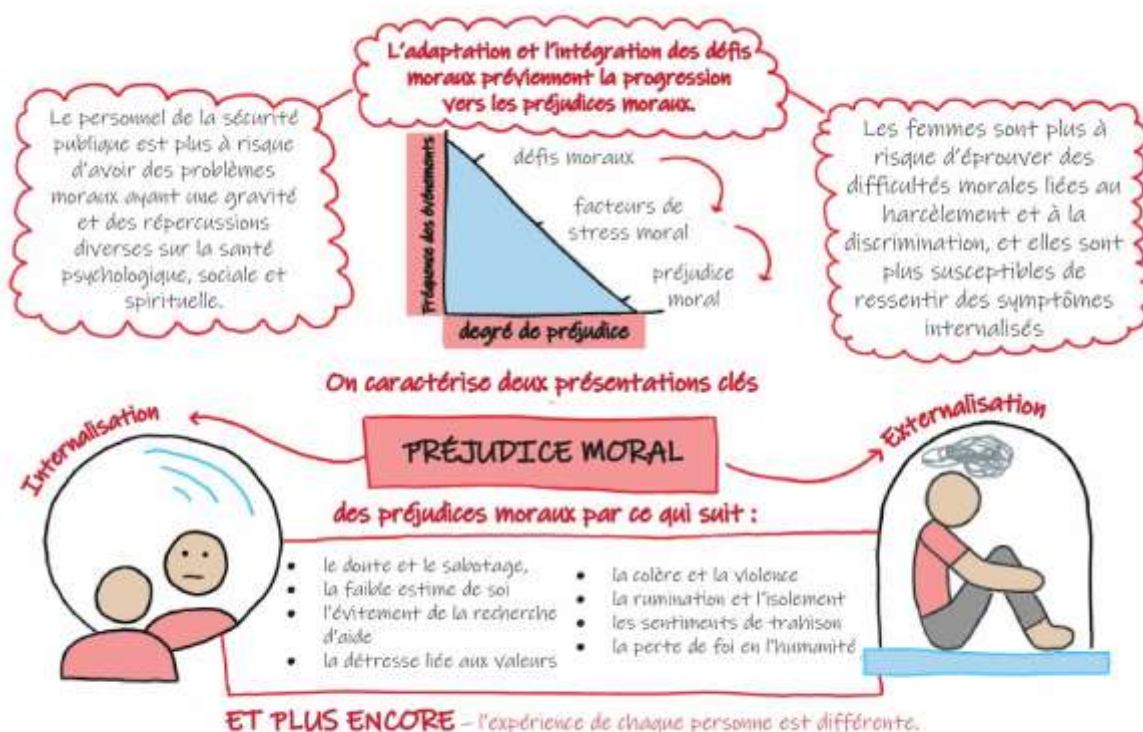 L'adaptation et l'intégration des défis
moraux préviennent la progression
vers les préjudices moraux.
Le personnel de la sécurité
publique est plus à risque
d'avoir des problèmes
moraux ayant une gravité
et des répercussions
diverses sur la santé
psychologique, sociale et
spirituelle.
Fréquence des événements
défis moraux
facteurs de
stress moral
préjudice
moral
degré de préjudice
Les femmes sont plus à
risque d'éprouver des
difficultés morales liées au
harcèlement et à la
discrimination, et elles sont
plus susceptibles de
ressentir des symptômes
internalisés
On caractérise deux présentations clés
Internalisation
PRÉJUDICE MORAL
Externalisation
des préjudices moraux par ce qui suit :
• le doute et le sabotage,
• la faible estime de soi
• l'évitement de la recherche
d'aide
• la détresse liée aux valeurs
• la colère et la violence
• la rumination et l'isolement
• les sentiments de trahison
• la perte de foi en l'humanité
ET PLUS ENCORE – l'expérience de chaque personne est différente.